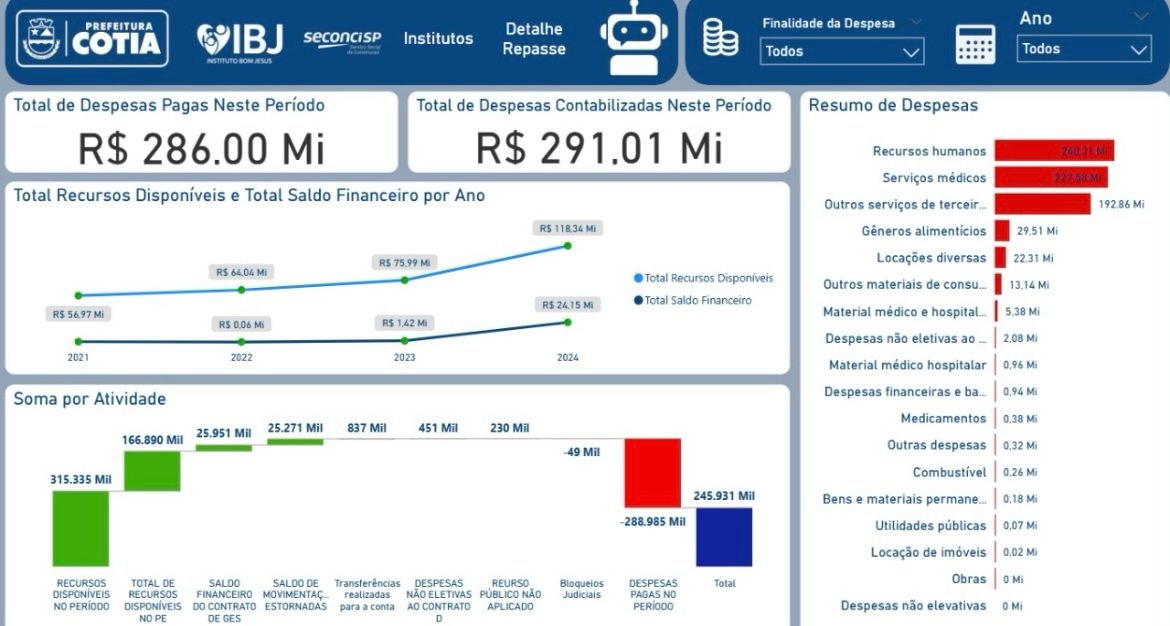 PREFEITURA
COTIA
IBJ
INSTITUTO BOM JESUS
seconcisp
Serviço Social
da Construção
Institutos
Detalhe
Repasse
Finalidade da Despesa
Todos
Ano
Todos
Total de Despesas Pagas Neste Período
R$ 286,00 Mi
Total de Despesas Contabilizadas Neste Período
R$ 291,01 Mi
Total Recursos Disponíveis e Total Saldo Financeiro por Ano
R$ 118,34 Mi
R$ 75,99 Mi
R$ 64,04 Mi
R$ 56,97 Mi
Total Recursos Disponíveis
Total Saldo Financeiro
R$ 24,15 Mi
R$ 0,06 Mi
R$ 1,42 Mi
2021
2022
2023
2024
Soma por Atividade
315.335 Mil
166.890 Mil
25.951 Mil
25.271 Mil
837 Mil
451 Mil
230 Mil
-49 Mil
-288.985 Mil
245.931 Mil
RECURSOS
DISPONÍVEIS
NO PERÍODO
TOTAL DE
RECURSOS
DISPONÍVEIS
NO PE
SALDO
FINANCEIRO
DO CONTRATO
DE GES
SALDO DE
MOVIMENTAÇ...
ESTORNADAS
Transferências
realizadas
para a conta
DESPESAS
NÃO ELETIVAS
AO CONTRATO
D
REURSO
PÚBLICO NÃO
APLICADO
Bloqueios
Judiciais
DESPESAS
PAGAS NO
PERÍODO
Total
Resumo de Despesas
Recursos humanos 240,31 Mi
Serviços médicos 227,58 Mi
Outros serviços de terceir... 192,86 Mi
Gêneros alimentícios 29,51 Mi
Locações diversas 22,31 Mi
Outros materiais de consu... 13,14 Mi
Material médico e hospital... 5,38 Mi
Despesas não eletivas ao ... 2,08 Mi
Material médico hospitalar 0,96 Mi
Despesas financeiras e ba... 0,94 Mi
Medicamentos 0,38 Mi
Outras despesas 0,32 Mi
Combustível 0,26 Mi
Bens e materiais permane... 0,18 Mi
Utilidades públicas 0,07 Mi
Locação de imóveis 0,02 Mi
Obras 0 Mi
Despesas não elevativas 0 Mi